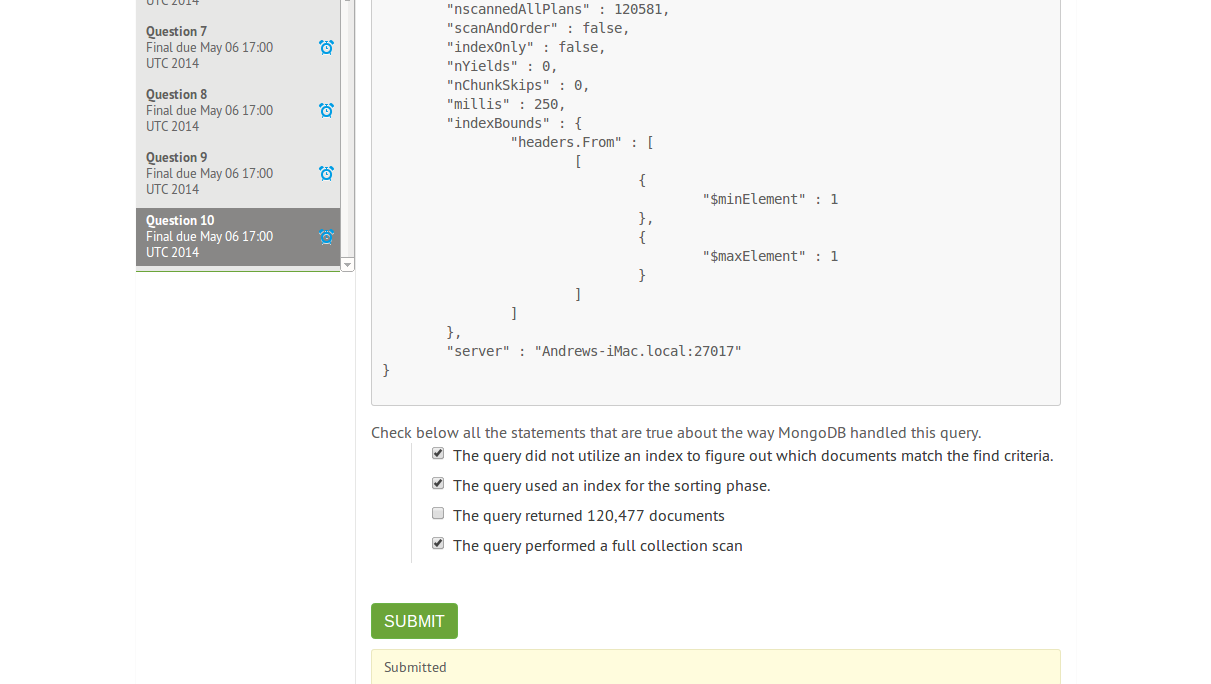 UTC 2014
Question 7
Final due May 06 17:00
UTC 2014
Question 8
Final due May 06 17:00
UTC 2014
Question 9
Final due May 06 17:00
UTC 2014
Question 10
Final due May 06 17:00
UTC 2014
"nscannedAllPlans" : 120581,
"scanAndOrder" : false,
"indexOnly" : false,
"nYields" : 0,
"nChunkSkips" : 0,
"millis" : 250,
"indexBounds" : {
"headers.From" : [
[
{
"$minElement" : 1
},
{
"$maxElement" : 1
}
]
]
},
"server" : "Andrews-iMac.local:27017"
}
Check below all the statements that are true about the way MongoDB handled this query.
The query did not utilize an index to figure out which documents match the find criteria.
The query used an index for the sorting phase.
The query returned 120,477 documents
The query performed a full collection scan
SUBMIT
Submitted